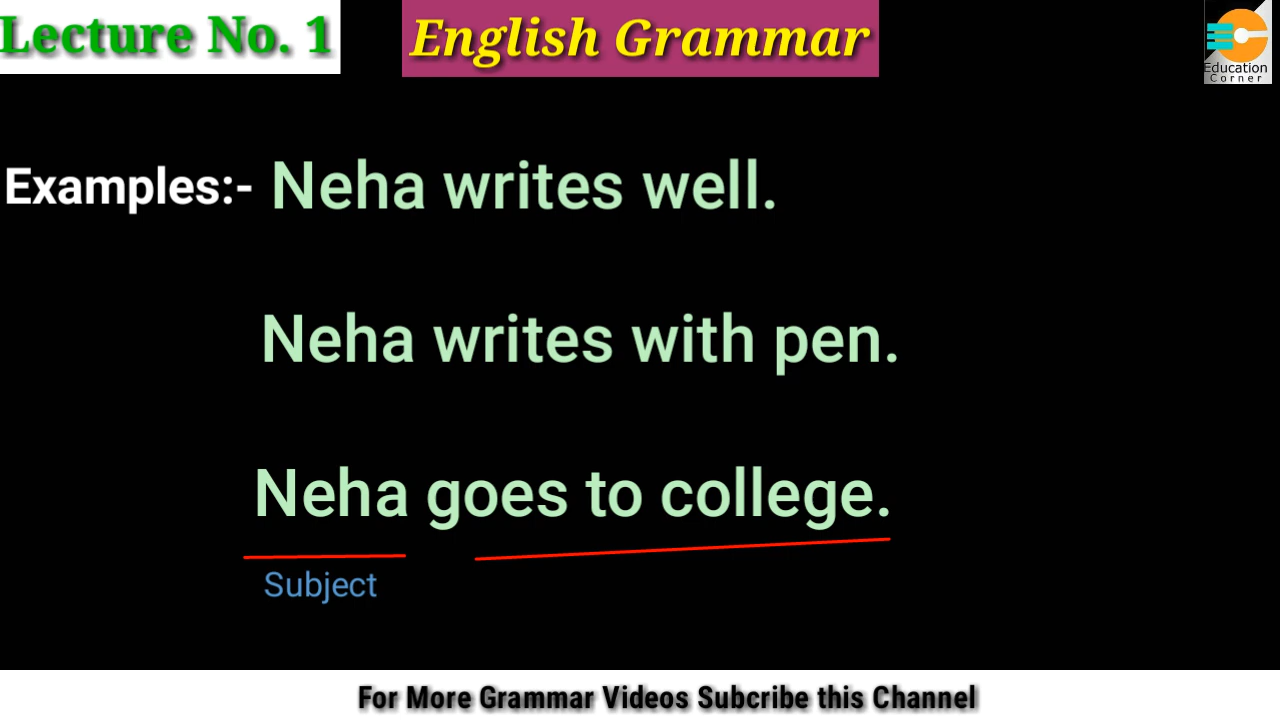 Lecture No. 1
English Grammar
Education
Corner
Examples:- Neha writes well.
Neha writes with pen.
Neha goes to college.
Subject
For More Grammar Videos Subcribe this Channel